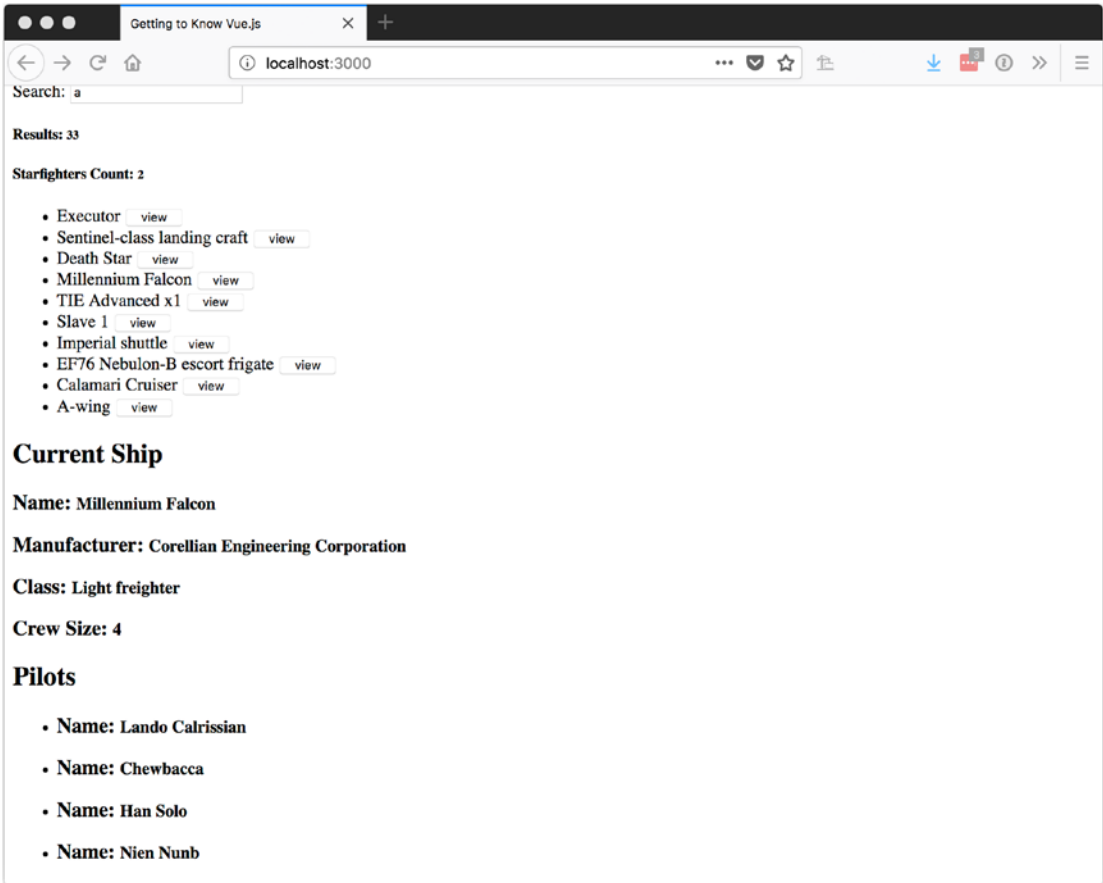 Getting to Know Vue.js
localhost:3000
3
Search: a
Results: 33
Starfighters Count: 2
Executor view
Sentinel-class landing craft view
Death Star view
Millennium Falcon view
TIE Advanced x1 view
Slave 1 view
Imperial shuttle view
EF76 Nebulon-B escort frigate view
Calamari Cruiser view
A-wing view
Current Ship
Name: Millennium Falcon
Manufacturer: Corellian Engineering Corporation
Class: Light freighter
Crew Size: 4
Pilots
Name: Lando Calrissian
Name: Chewbacca
Name: Han Solo
Name: Nien Nunb